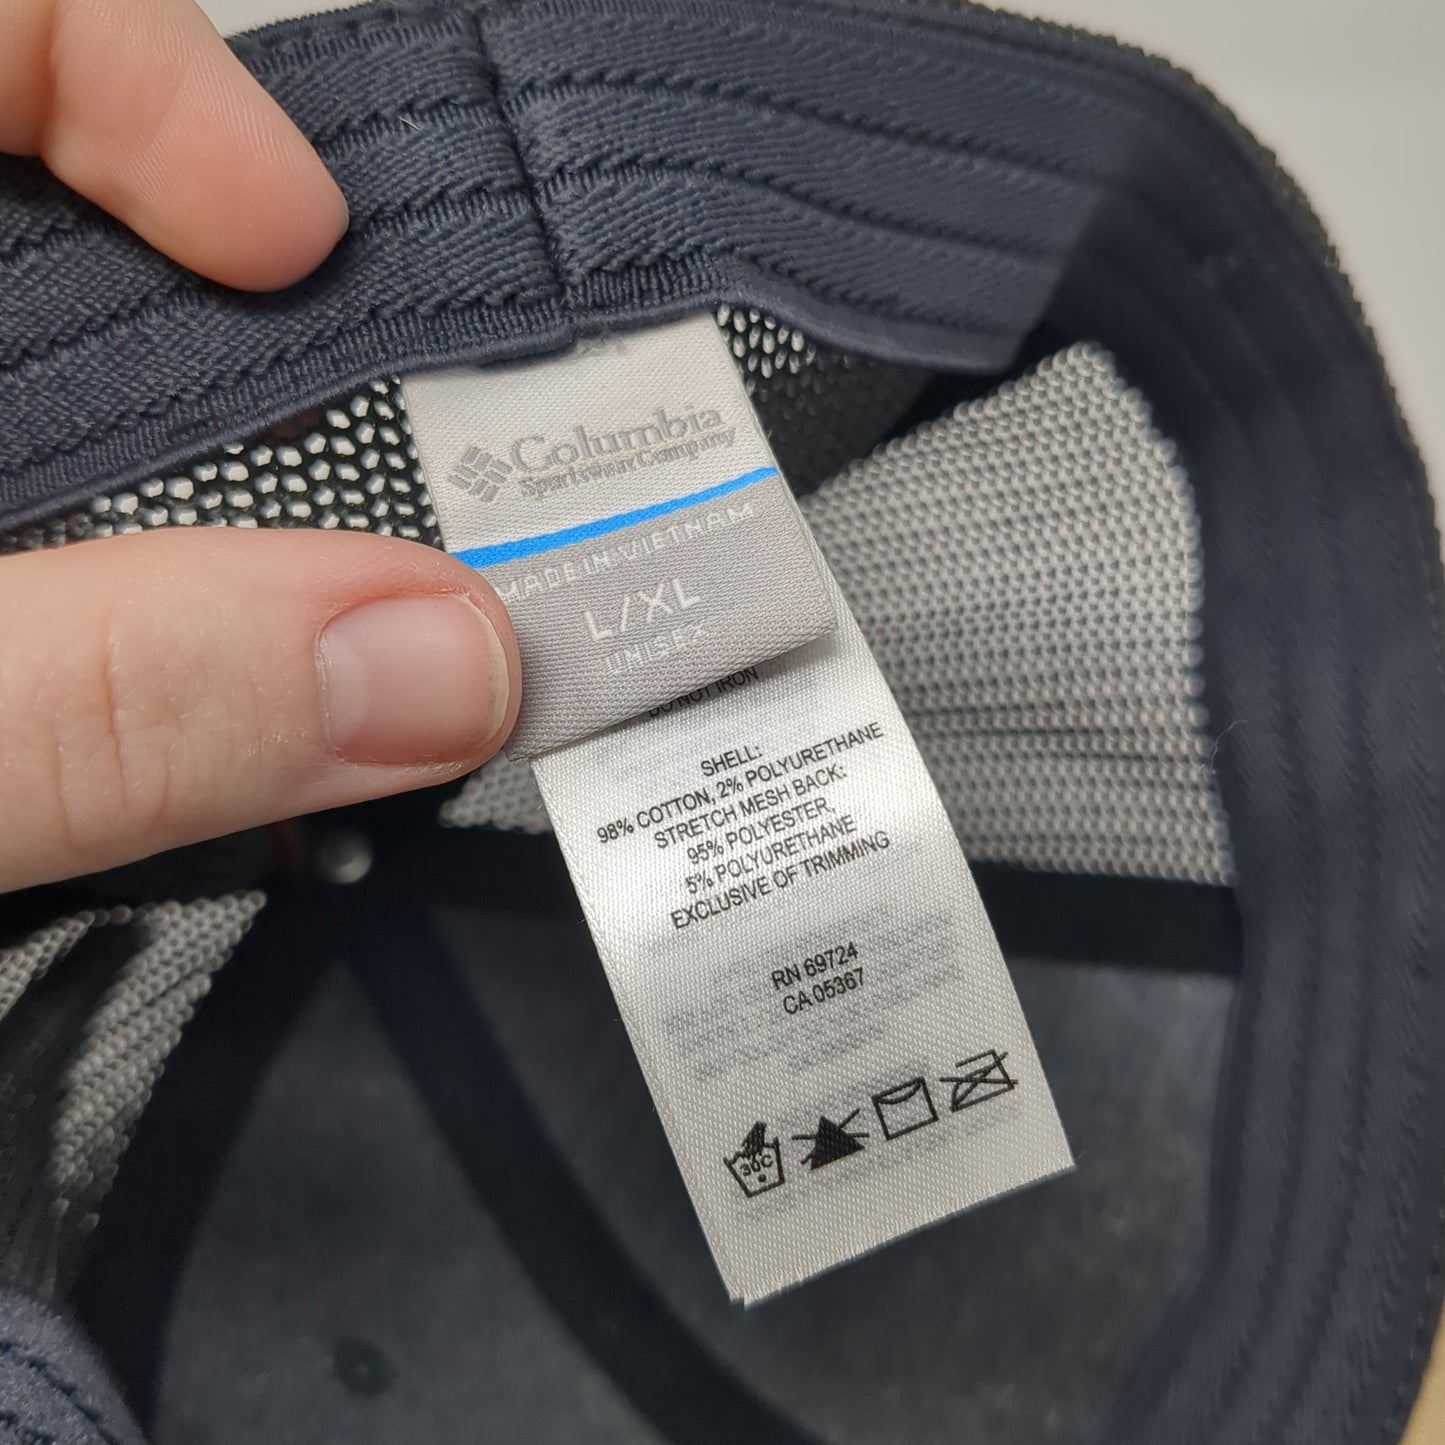 Columbia
Sportswear Company
MADE IN VIETNAM
L/XL
UNISEX
DO NOT IRON
SHELL:
98% COTTON, 2% POLYURETHANE
STRETCH MESH BACK:
95% POLYESTER,
5% POLYURETHANE
EXCLUSIVE OF TRIMMING
RN 69724
CA 05367
30C